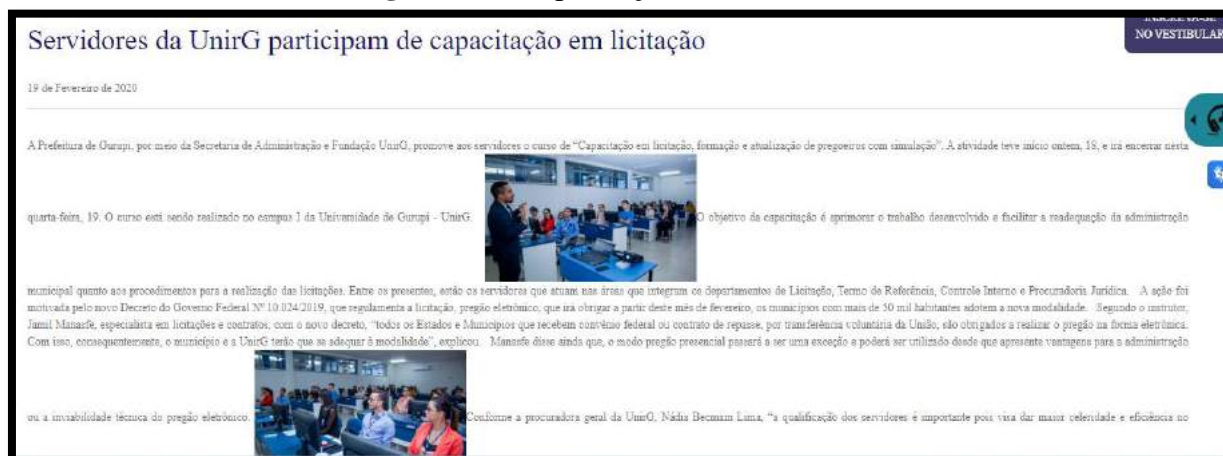 Servidores da UnirG participam de capacitação em licitação
NO VESTIBULAR
19 de Fevereiro de 2020
A Prefeitura de Gurupi, por meio da Secretaria de Administração e Fundação UnirG, promove aos servidores o curso de “Capacitação em licitação, formação e atualização de pregoeiros com simulação”. A atividade teve início ontem, 18, e irá encerrar nesta
quarta-feira, 19. O curso está sendo realizado no campus I da Universidade de Gurupi - UnirG. O objetivo da capacitação é aprimorar o trabalho desenvolvido e facilitar a readequação da administração
municipal quanto aos procedimentos para a realização das licitações. Entre os presentes, estão os servidores que atuam nas áreas que integram os departamentos de Licitação, Termo de Referência, Controle Interno e Procuradoria Jurídica. A ação foi
motivada pelo novo Decreto do Governo Federal Nº 10.024/2019, que regulamenta a licitação, pregão eletrônico, que irá obrigar a partir deste mês de fevereiro, os municípios com mais de 50 mil habitantes adotem a nova modalidade. Segundo o instrutor,
Jamil Manasfe, especialista em licitações e contratos, com o novo decreto, “todos os Estados e Municípios que recebem convênio federal ou contrato de repasse, por transferência voluntária da União, são obrigados a realizar o pregão na forma eletrônica.
Com isso, consequentemente, o município e a UnirG terão que se adequar à modalidade”, explicou. Manasfe disse ainda que, o modo pregão presencial passará a ser uma exceção e poderá ser utilizado desde que apresente vantagens para a administração
ou a inviabilidade técnica do pregão eletrônico. Conforme a procuradora geral da UnirG, Nádia Becmam Lima, “a qualificação dos servidores é importante pois visa dar maior celeridade e eficiência no